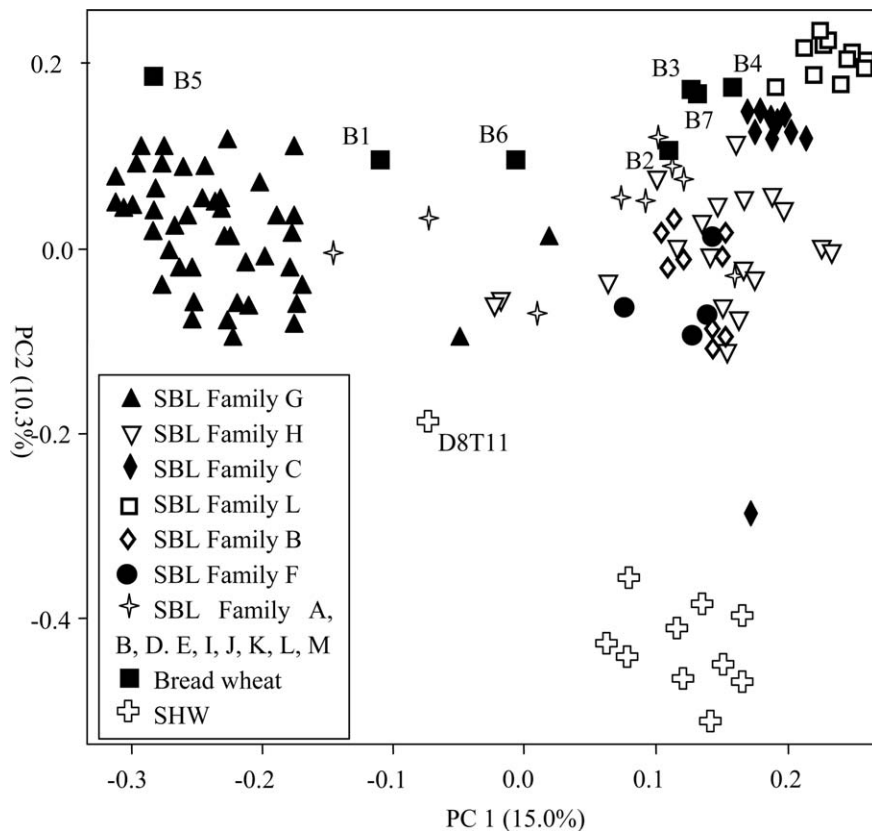 0.2
0.0
-0.2
-0.4
PC2 (10.3%)
B5
B1
B6
B3
B4
B7
B2
D8T11
SBL Family G
SBL Family H
SBL Family C
SBL Family L
SBL Family B
SBL Family F
SBL Family A,
B, D. E, I, J, K, L, M
Bread wheat
SHW
-0.3 -0.2 -0.1 0.0 0.1 0.2
PC 1 (15.0%)